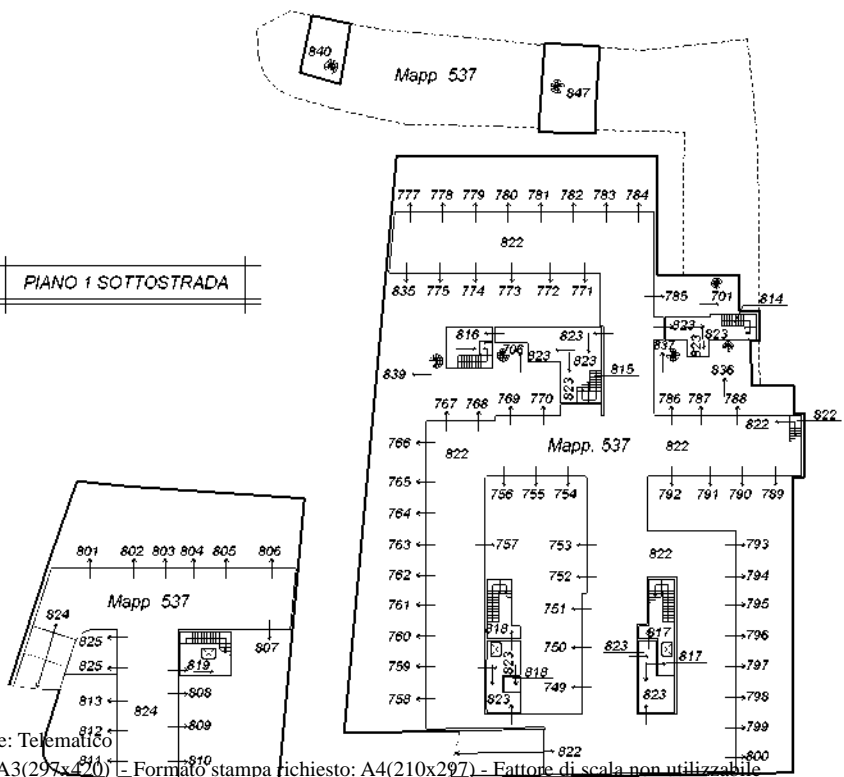 840
Mapp 537
847
777 778 779 780 781 782 783 784
822
PIANO 1 SOTTOSTRADA
835 775 774 773 772 771
785 701 814
816 823 823 823
706 823 823 823 837
839 823 815 836
767 768 769 770 786 787 788
822 822
766 822 Mapp. 537 822
765 756 755 754 792 791 790 789
764
763 757 753 822 793
762 752 794
761 751 795
760 818 817 796
759 823 818 750 823 817 797
758 823 749 823 798
799
800
822
801 802 803 804 805 806
Mapp 537
824
825 807
825 819
813 808
824
812 809
811 810
e: Telematico
A3(297x420) - Formato stampa richiesto: A4(210x297) - Fattore di scala non utilizzabile